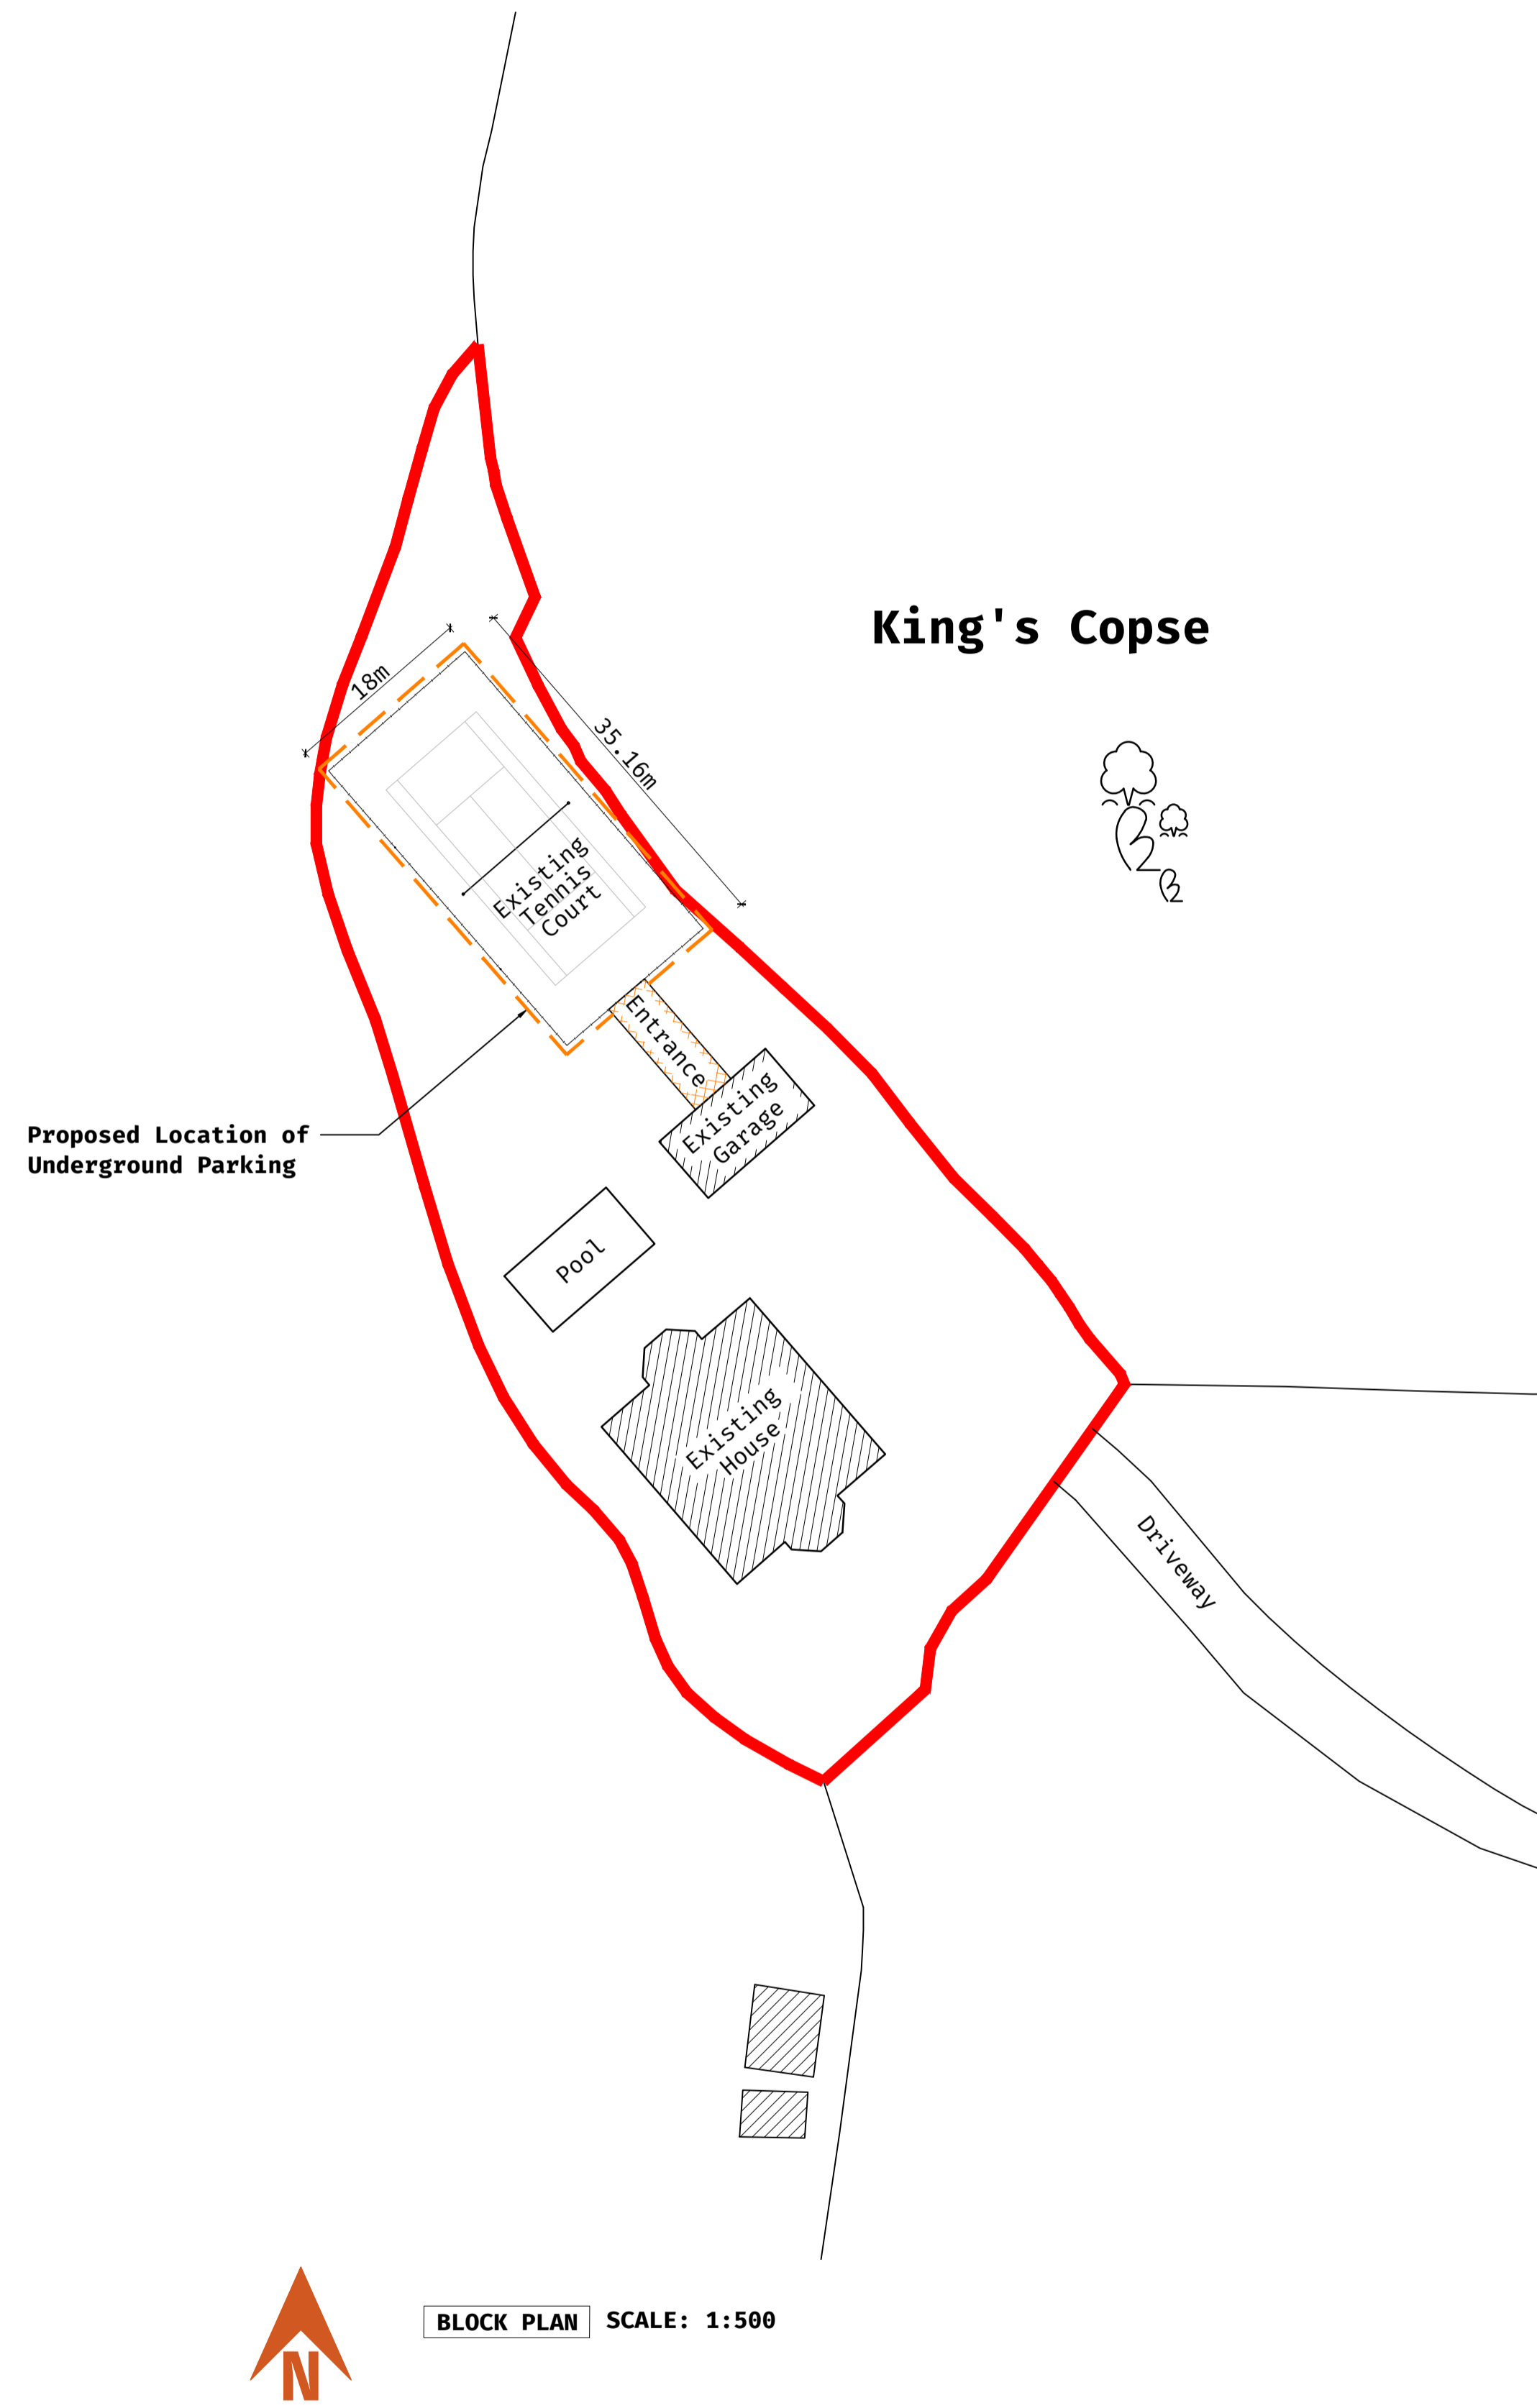 King's Copse
18m
35.16m
Existing
Tennis
Court
Entrance
Existing
Garage
Proposed Location of
Underground Parking
Pool
Existing
House
Driveway
BLOCK PLAN SCALE: 1:500
N